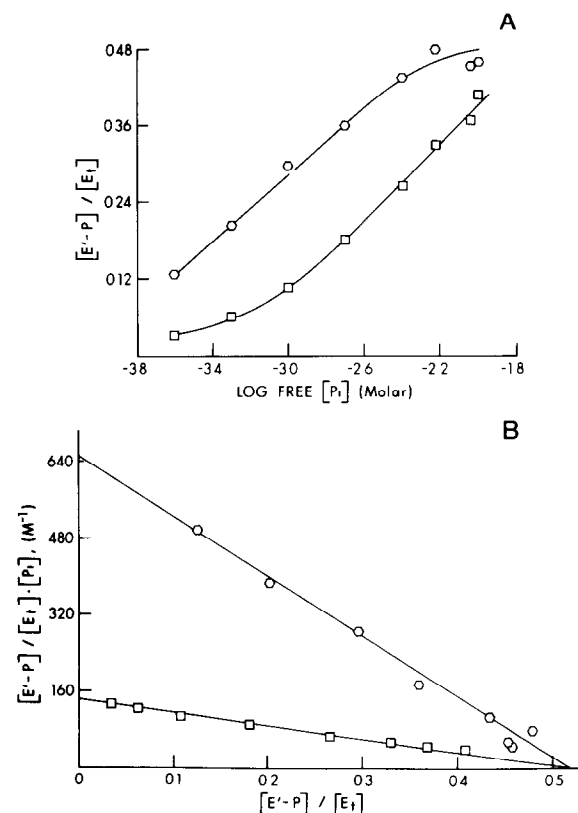 A
[E'-P] / [Et]
048
036
024
012
-38 -34 -30 -26 -22 -18
LOG FREE [Pi] (Molar)
B
[E'-P] / [Et]·[Pi], (M⁻¹)
640
480
320
160
0 01 02 03 04 05
[E'-P] / [Et]